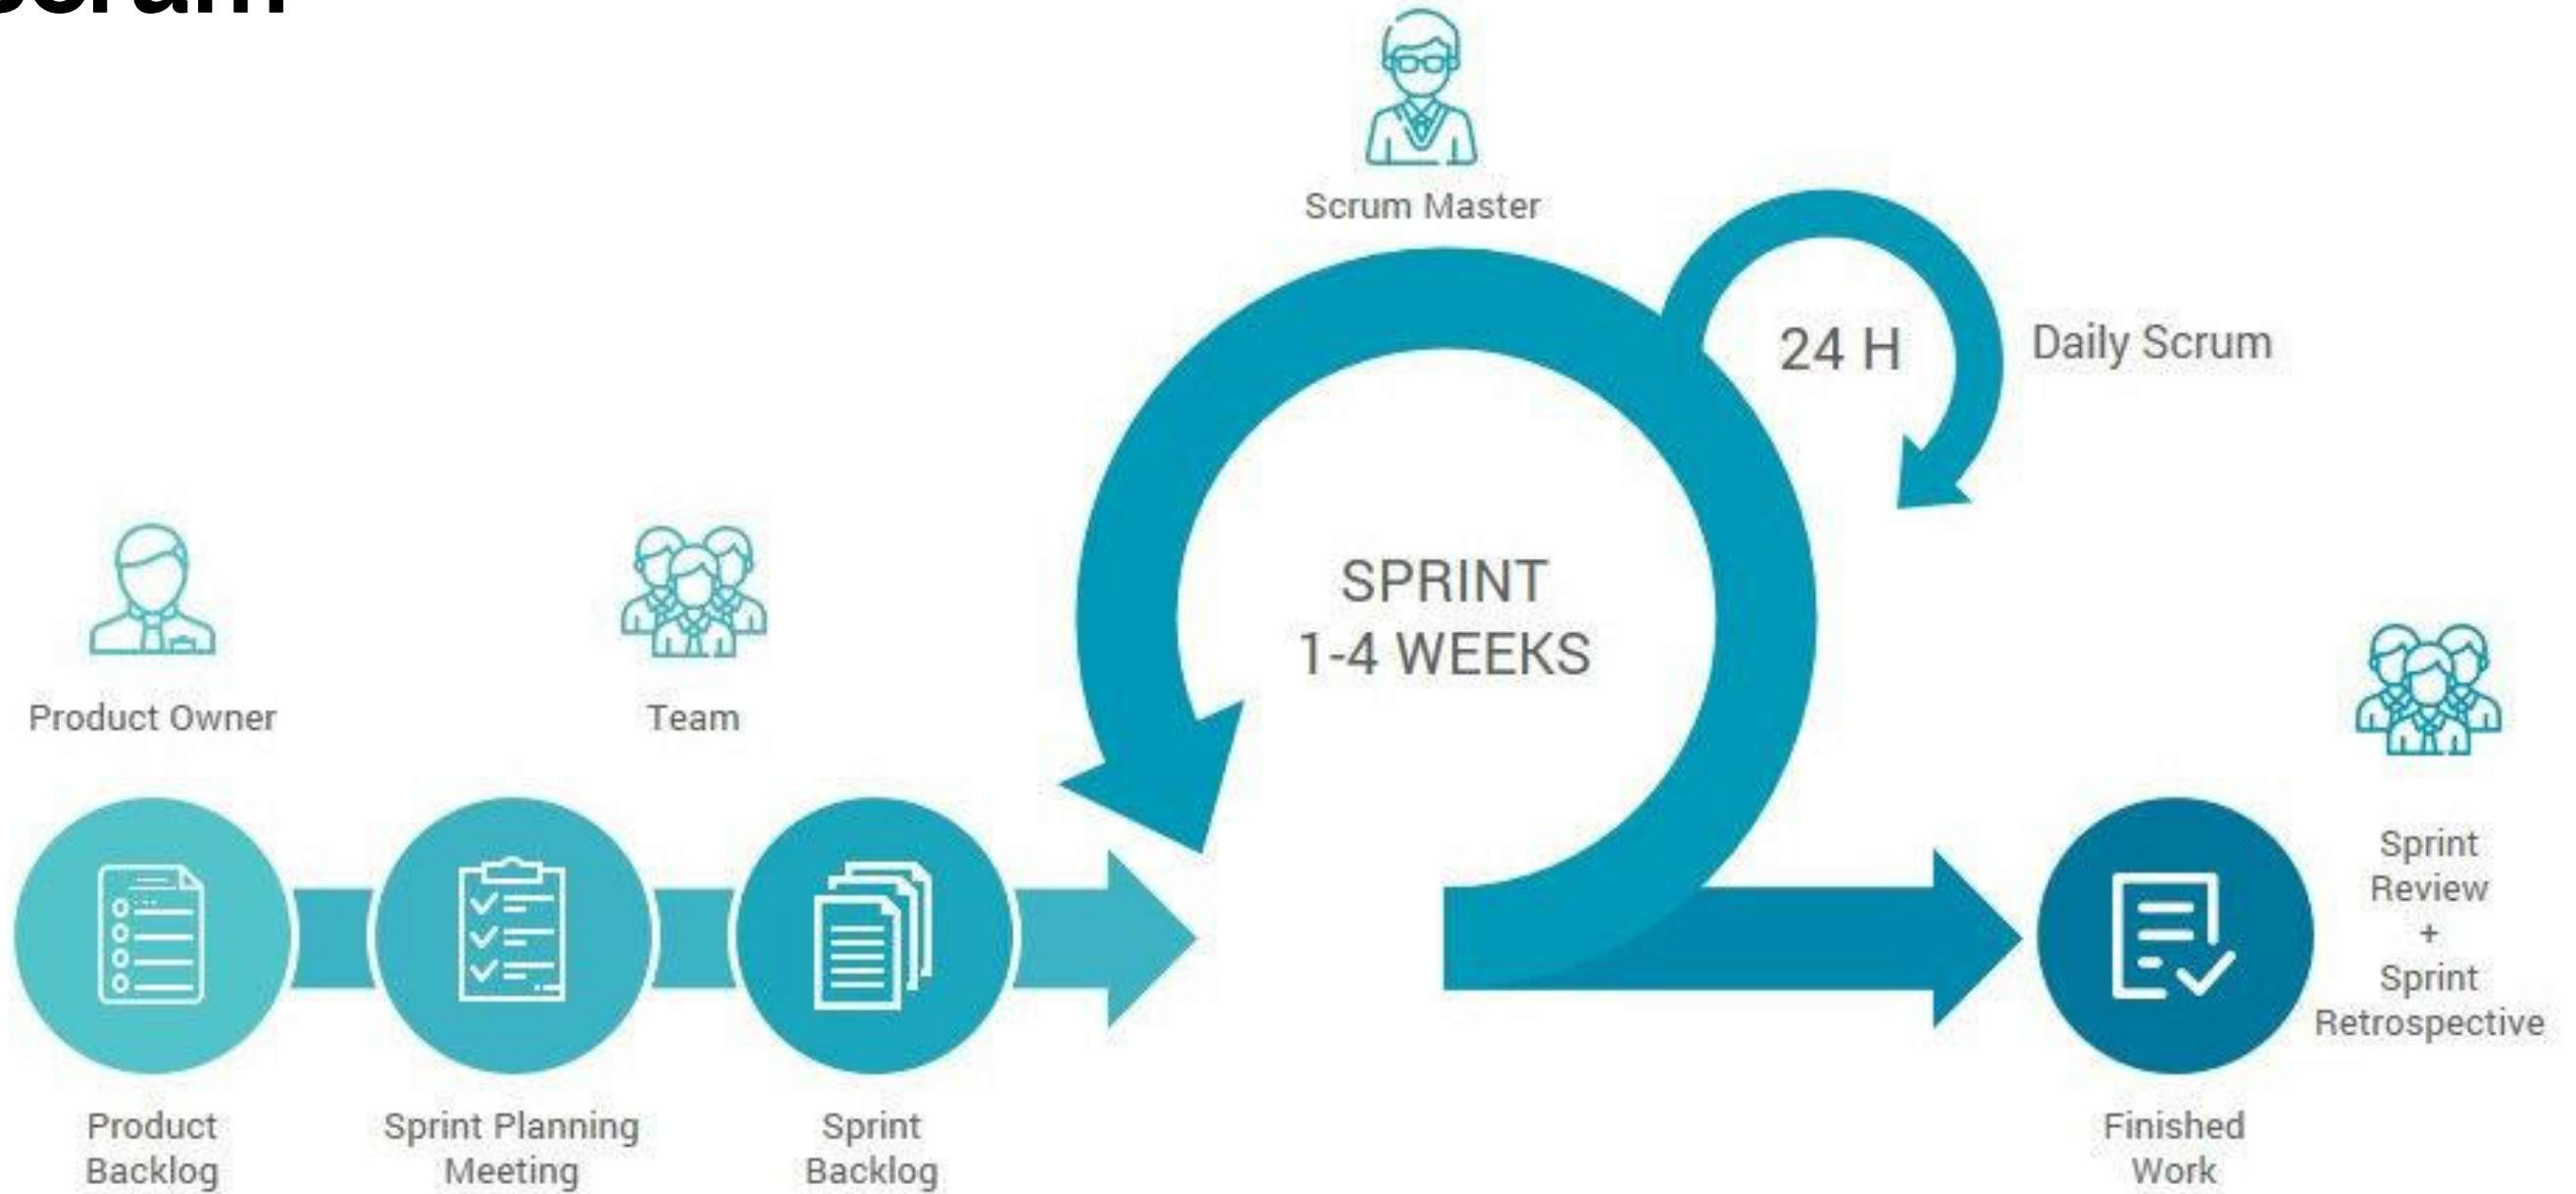 Scrum
Scrum Master
24 H
Daily Scrum
SPRINT
1-4 WEEKS
Product Owner
Team
Sprint
Review
+
Sprint
Retrospective
Product
Backlog
Sprint Planning
Meeting
Sprint
Backlog
Finished
Work